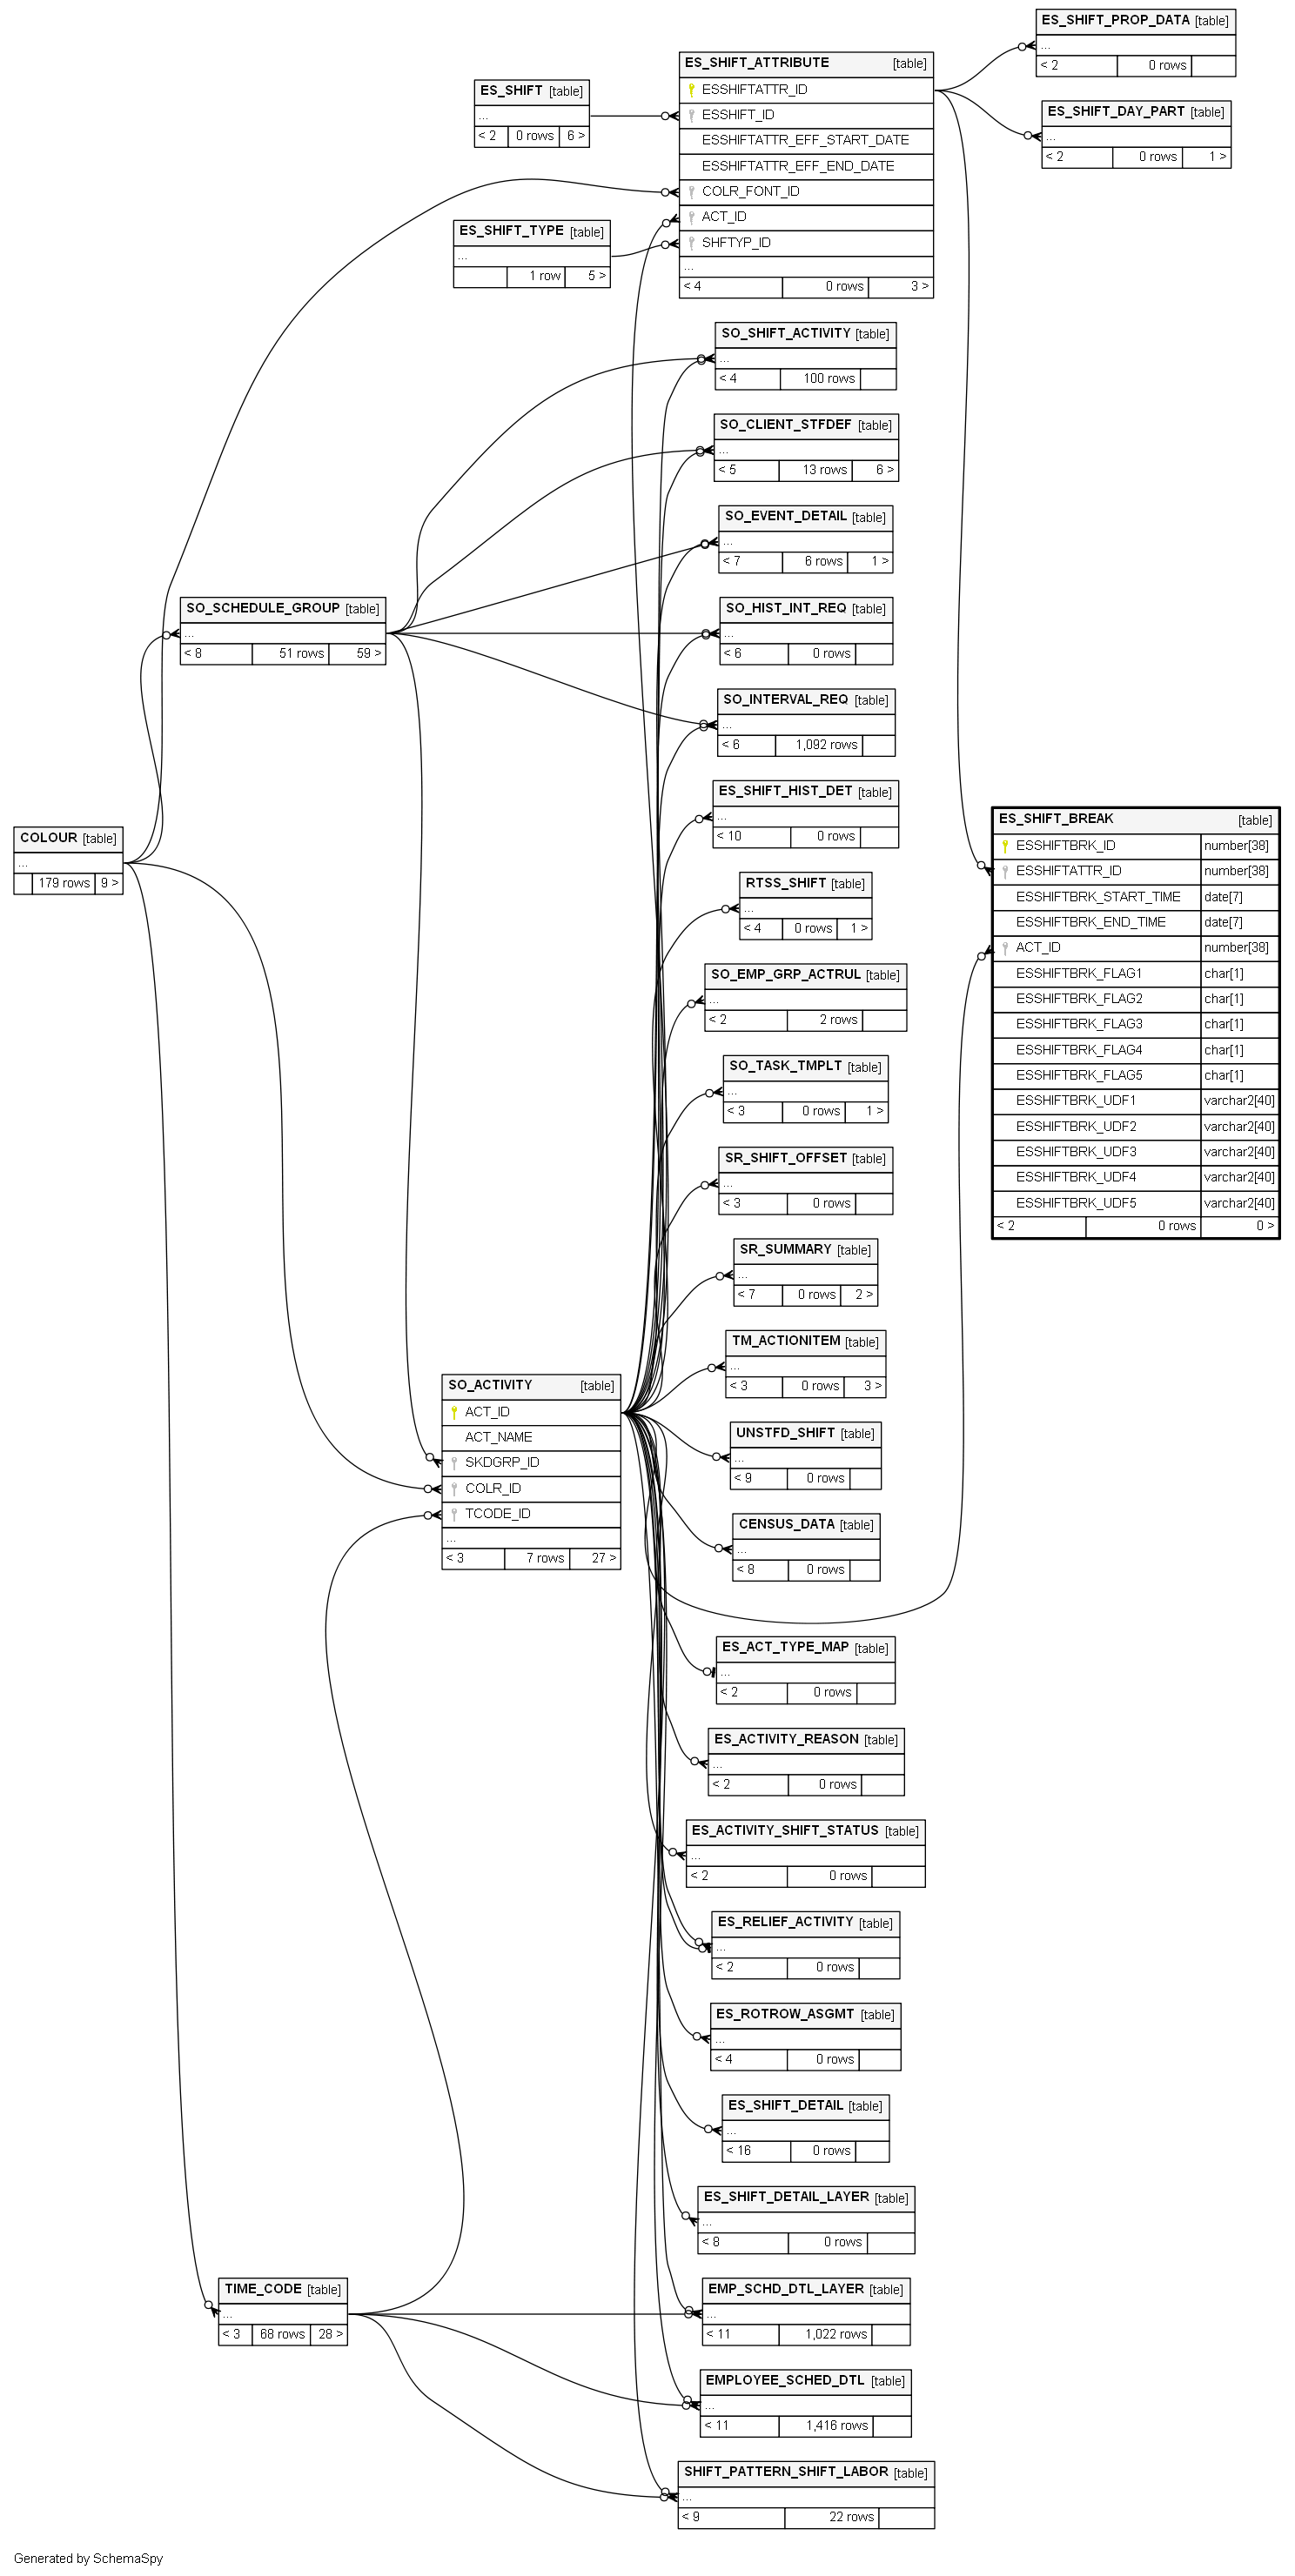 ES_SHIFT_PROP_DATA [table]
...
< 2 0 rows
ES_SHIFT_ATTRIBUTE [table]
ESSHIFTATTR_ID
ESSHIFT_ID
ESSHIFTATTR_EFF_START_DATE
ESSHIFTATTR_EFF_END_DATE
COLR_FONT_ID
ACT_ID
SHFTYP_ID
...
< 4 0 rows 3 >
ES_SHIFT [table]
...
< 2 0 rows 6 >
ES_SHIFT_DAY_PART [table]
...
< 2 0 rows 1 >
ES_SHIFT_TYPE [table]
...
1 row 5 >
SO_SHIFT_ACTIVITY [table]
...
< 4 100 rows
SO_CLIENT_STFDEF [table]
...
< 5 13 rows 6 >
SO_EVENT_DETAIL [table]
...
< 7 6 rows 1 >
SO_SCHEDULE_GROUP [table]
...
< 8 51 rows 59 >
SO_HIST_INT_REQ [table]
...
< 6 0 rows
SO_INTERVAL_REQ [table]
...
< 6 1,092 rows
ES_SHIFT_HIST_DET [table]
...
< 10 0 rows
COLOUR [table]
...
179 rows 9 >
ES_SHIFT_BREAK [table]
ESSHIFTBRK_ID number[38]
ESSHIFTATTR_ID number[38]
ESSHIFTBRK_START_TIME date[7]
ESSHIFTBRK_END_TIME date[7]
ACT_ID number[38]
ESSHIFTBRK_FLAG1 char[1]
ESSHIFTBRK_FLAG2 char[1]
ESSHIFTBRK_FLAG3 char[1]
ESSHIFTBRK_FLAG4 char[1]
ESSHIFTBRK_FLAG5 char[1]
ESSHIFTBRK_UDF1 varchar2[40]
ESSHIFTBRK_UDF2 varchar2[40]
ESSHIFTBRK_UDF3 varchar2[40]
ESSHIFTBRK_UDF4 varchar2[40]
ESSHIFTBRK_UDF5 varchar2[40]
< 2 0 rows 0 >
RTSS_SHIFT [table]
...
< 4 0 rows 1 >
SO_EMP_GRP_ACTRUL [table]
...
< 2 2 rows
SO_TASK_TMPLT [table]
...
< 3 0 rows 1 >
SR_SHIFT_OFFSET [table]
...
< 3 0 rows
SR_SUMMARY [table]
...
< 7 0 rows 2 >
TM_ACTIONITEM [table]
...
< 3 0 rows 3 >
SO_ACTIVITY [table]
ACT_ID
ACT_NAME
SKDGRP_ID
COLR_ID
TCODE_ID
...
< 3 7 rows 27 >
UNSTFD_SHIFT [table]
...
< 9 0 rows
CENSUS_DATA [table]
...
< 8 0 rows
ES_ACT_TYPE_MAP [table]
...
< 2 0 rows
ES_ACTIVITY_REASON [table]
...
< 2 0 rows
ES_ACTIVITY_SHIFT_STATUS [table]
...
< 2 0 rows
ES_RELIEF_ACTIVITY [table]
...
< 2 0 rows
ES_ROTROW_ASGMT [table]
...
< 4 0 rows
ES_SHIFT_DETAIL [table]
...
< 16 0 rows
ES_SHIFT_DETAIL_LAYER [table]
...
< 8 0 rows
TIME_CODE [table]
...
< 3 68 rows 28 >
EMP_SCHD_DTL_LAYER [table]
...
< 11 1,022 rows
EMPLOYEE_SCHED_DTL [table]
...
< 11 1,416 rows
SHIFT_PATTERN_SHIFT_LABOR [table]
...
< 9 22 rows
Generated by SchemaSpy